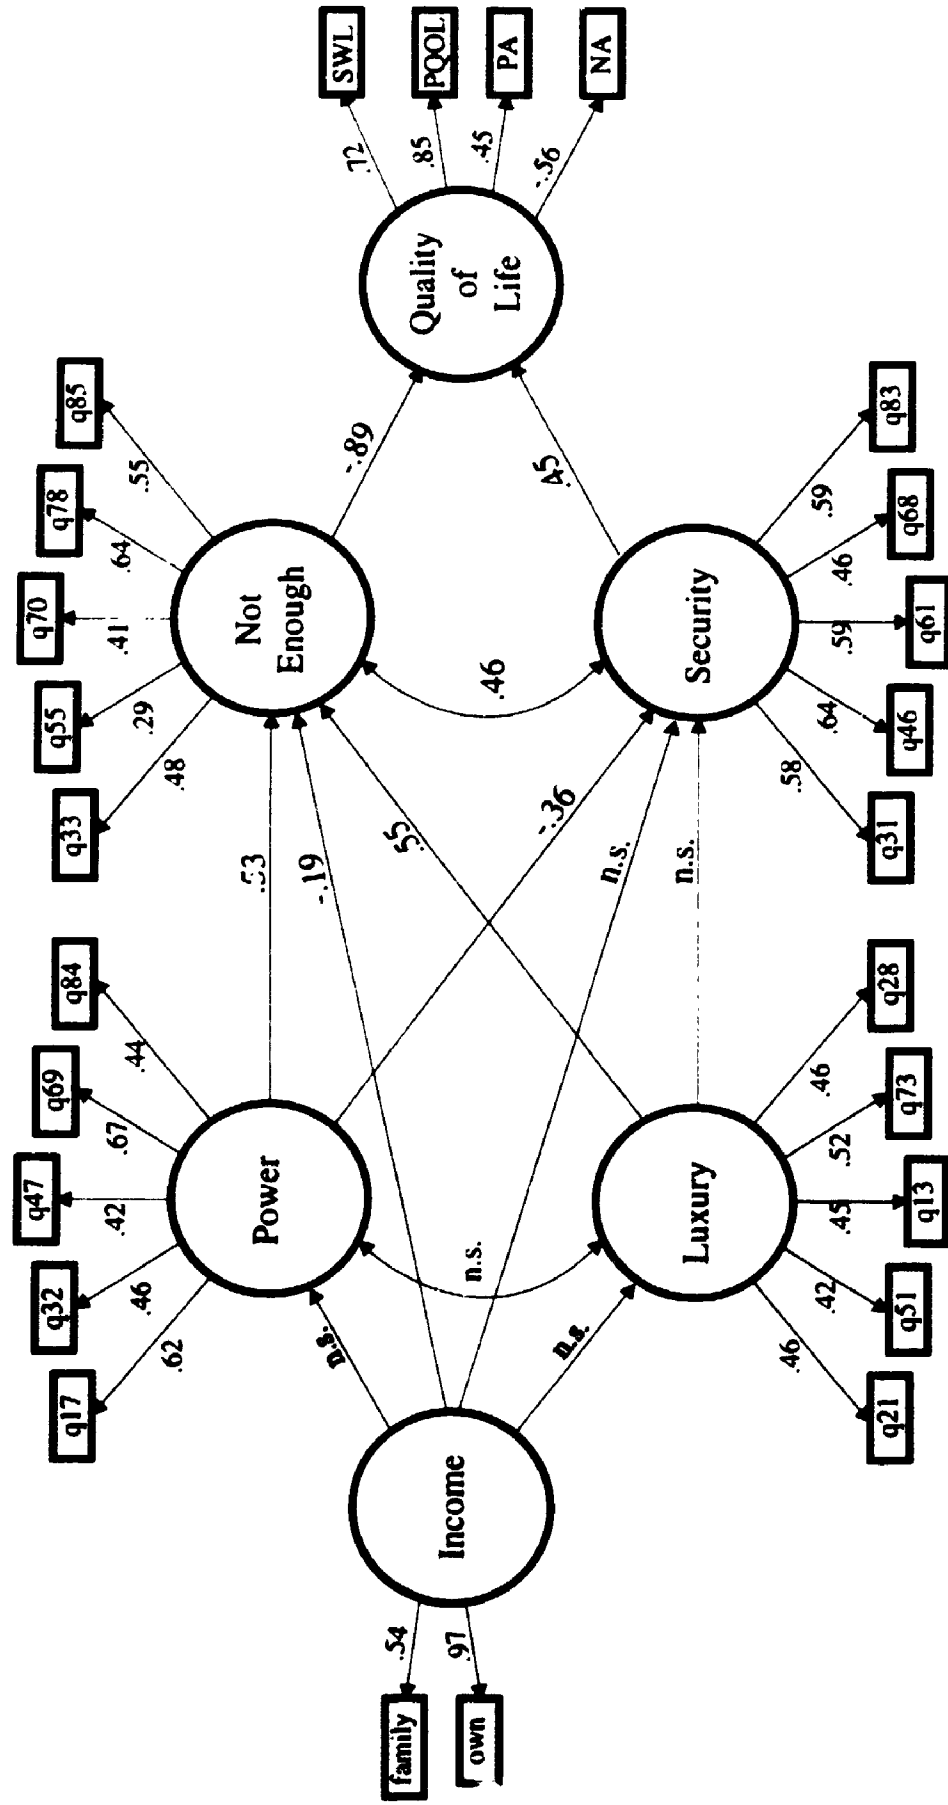 q17
q32
q47
q69
q84
.62
.46
.42
.67
.44
q33
q55
q70
q78
q85
.48
.29
.41
.64
.55
Power
Not
Enough
.53
-.19
.55
-.36
n.s.
n.s.
n.s.
n.s.
n.s.
.46
-.89
.45
family
own
.54
.97
Income
Quality
of
Life
.72
.85
.45
-.56
SWL
PQOL
PA
NA
Luxury
Security
.46
.42
.45
.52
.46
q21
q51
q13
q73
q28
.58
.64
.59
.46
.59
q31
q46
q61
q68
q83